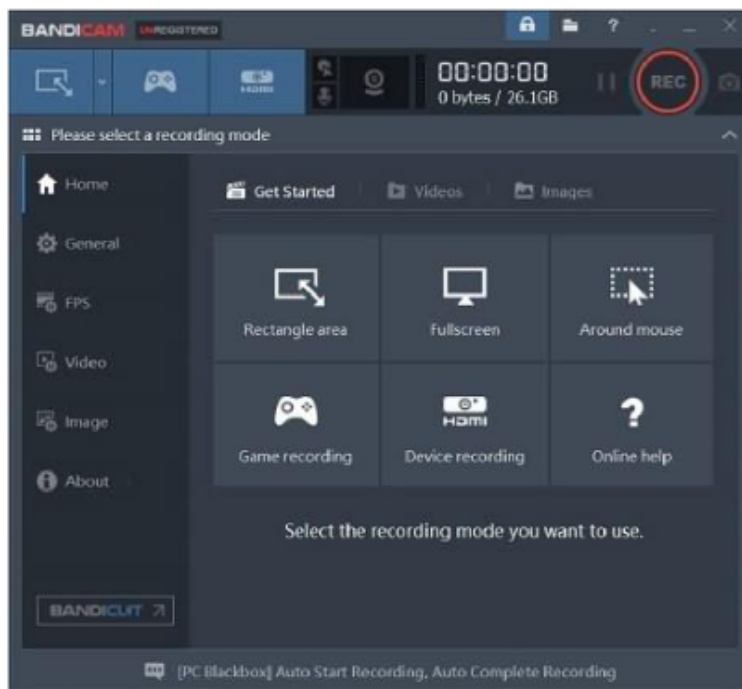 BANDICAM UNREGISTERED
?
HDMI
00:00:00
0 bytes / 26.1GB
REC
Please select a recording mode
Home
Get Started
Videos
Images
General
FPS
Video
Image
About
Rectangle area
Fullscreen
Around mouse
HDMI
?
Game recording
Device recording
Online help
Select the recording mode you want to use.
BANDICUT
[PC Blackbox] Auto Start Recording, Auto Complete Recording